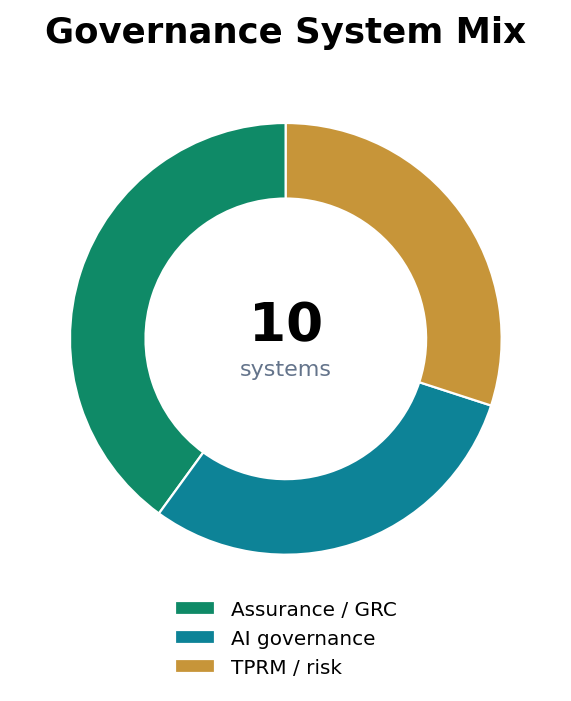 Governance System Mix
10
systems
Assurance / GRC
AI governance
TPRM / risk